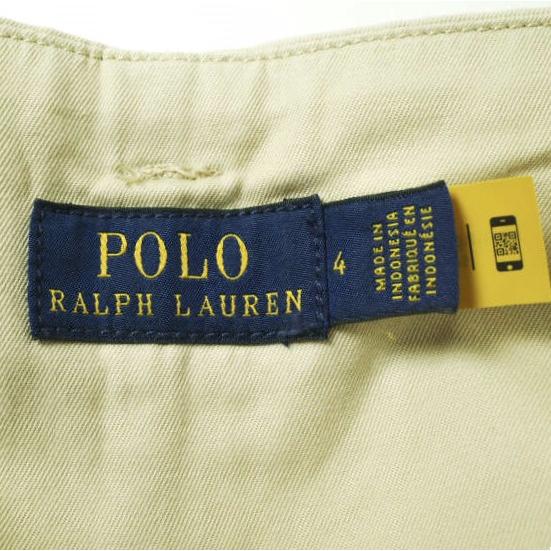 POLO
RALPH LAUREN
4
MADE IN
INDONESIA
FABRIQUÉ EN
INDONÉSIE